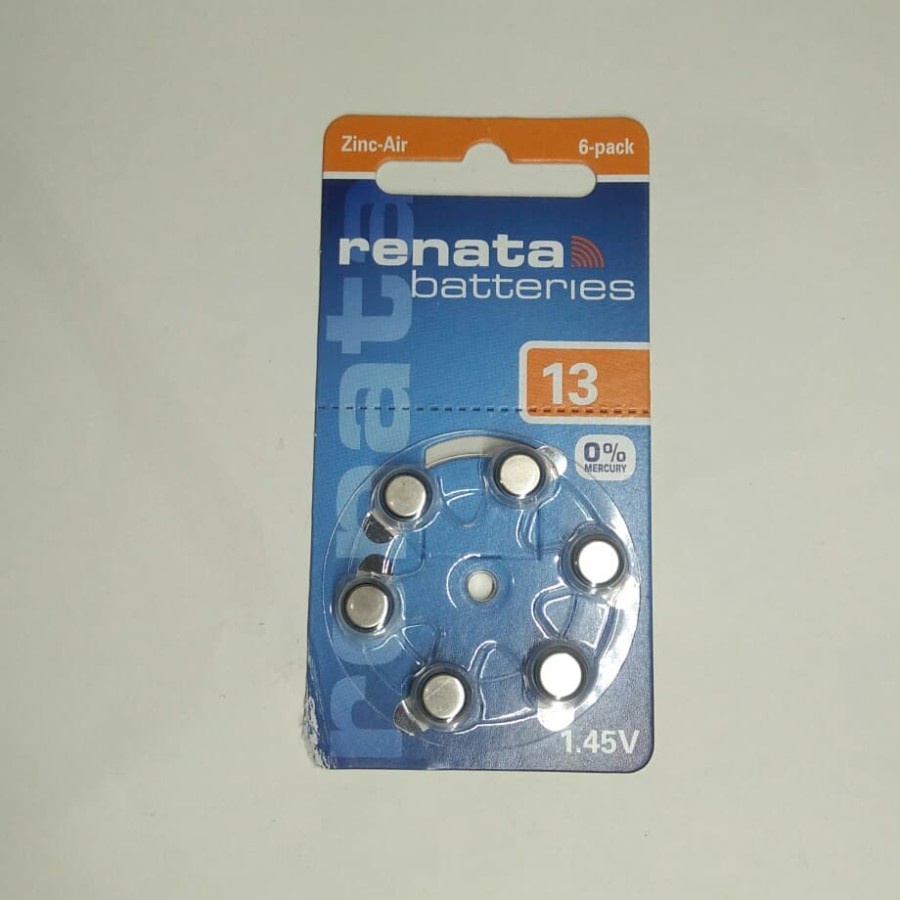 Zinc-Air
6-pack
renata
batteries
13
0%
MERCURY
renata
1.45V